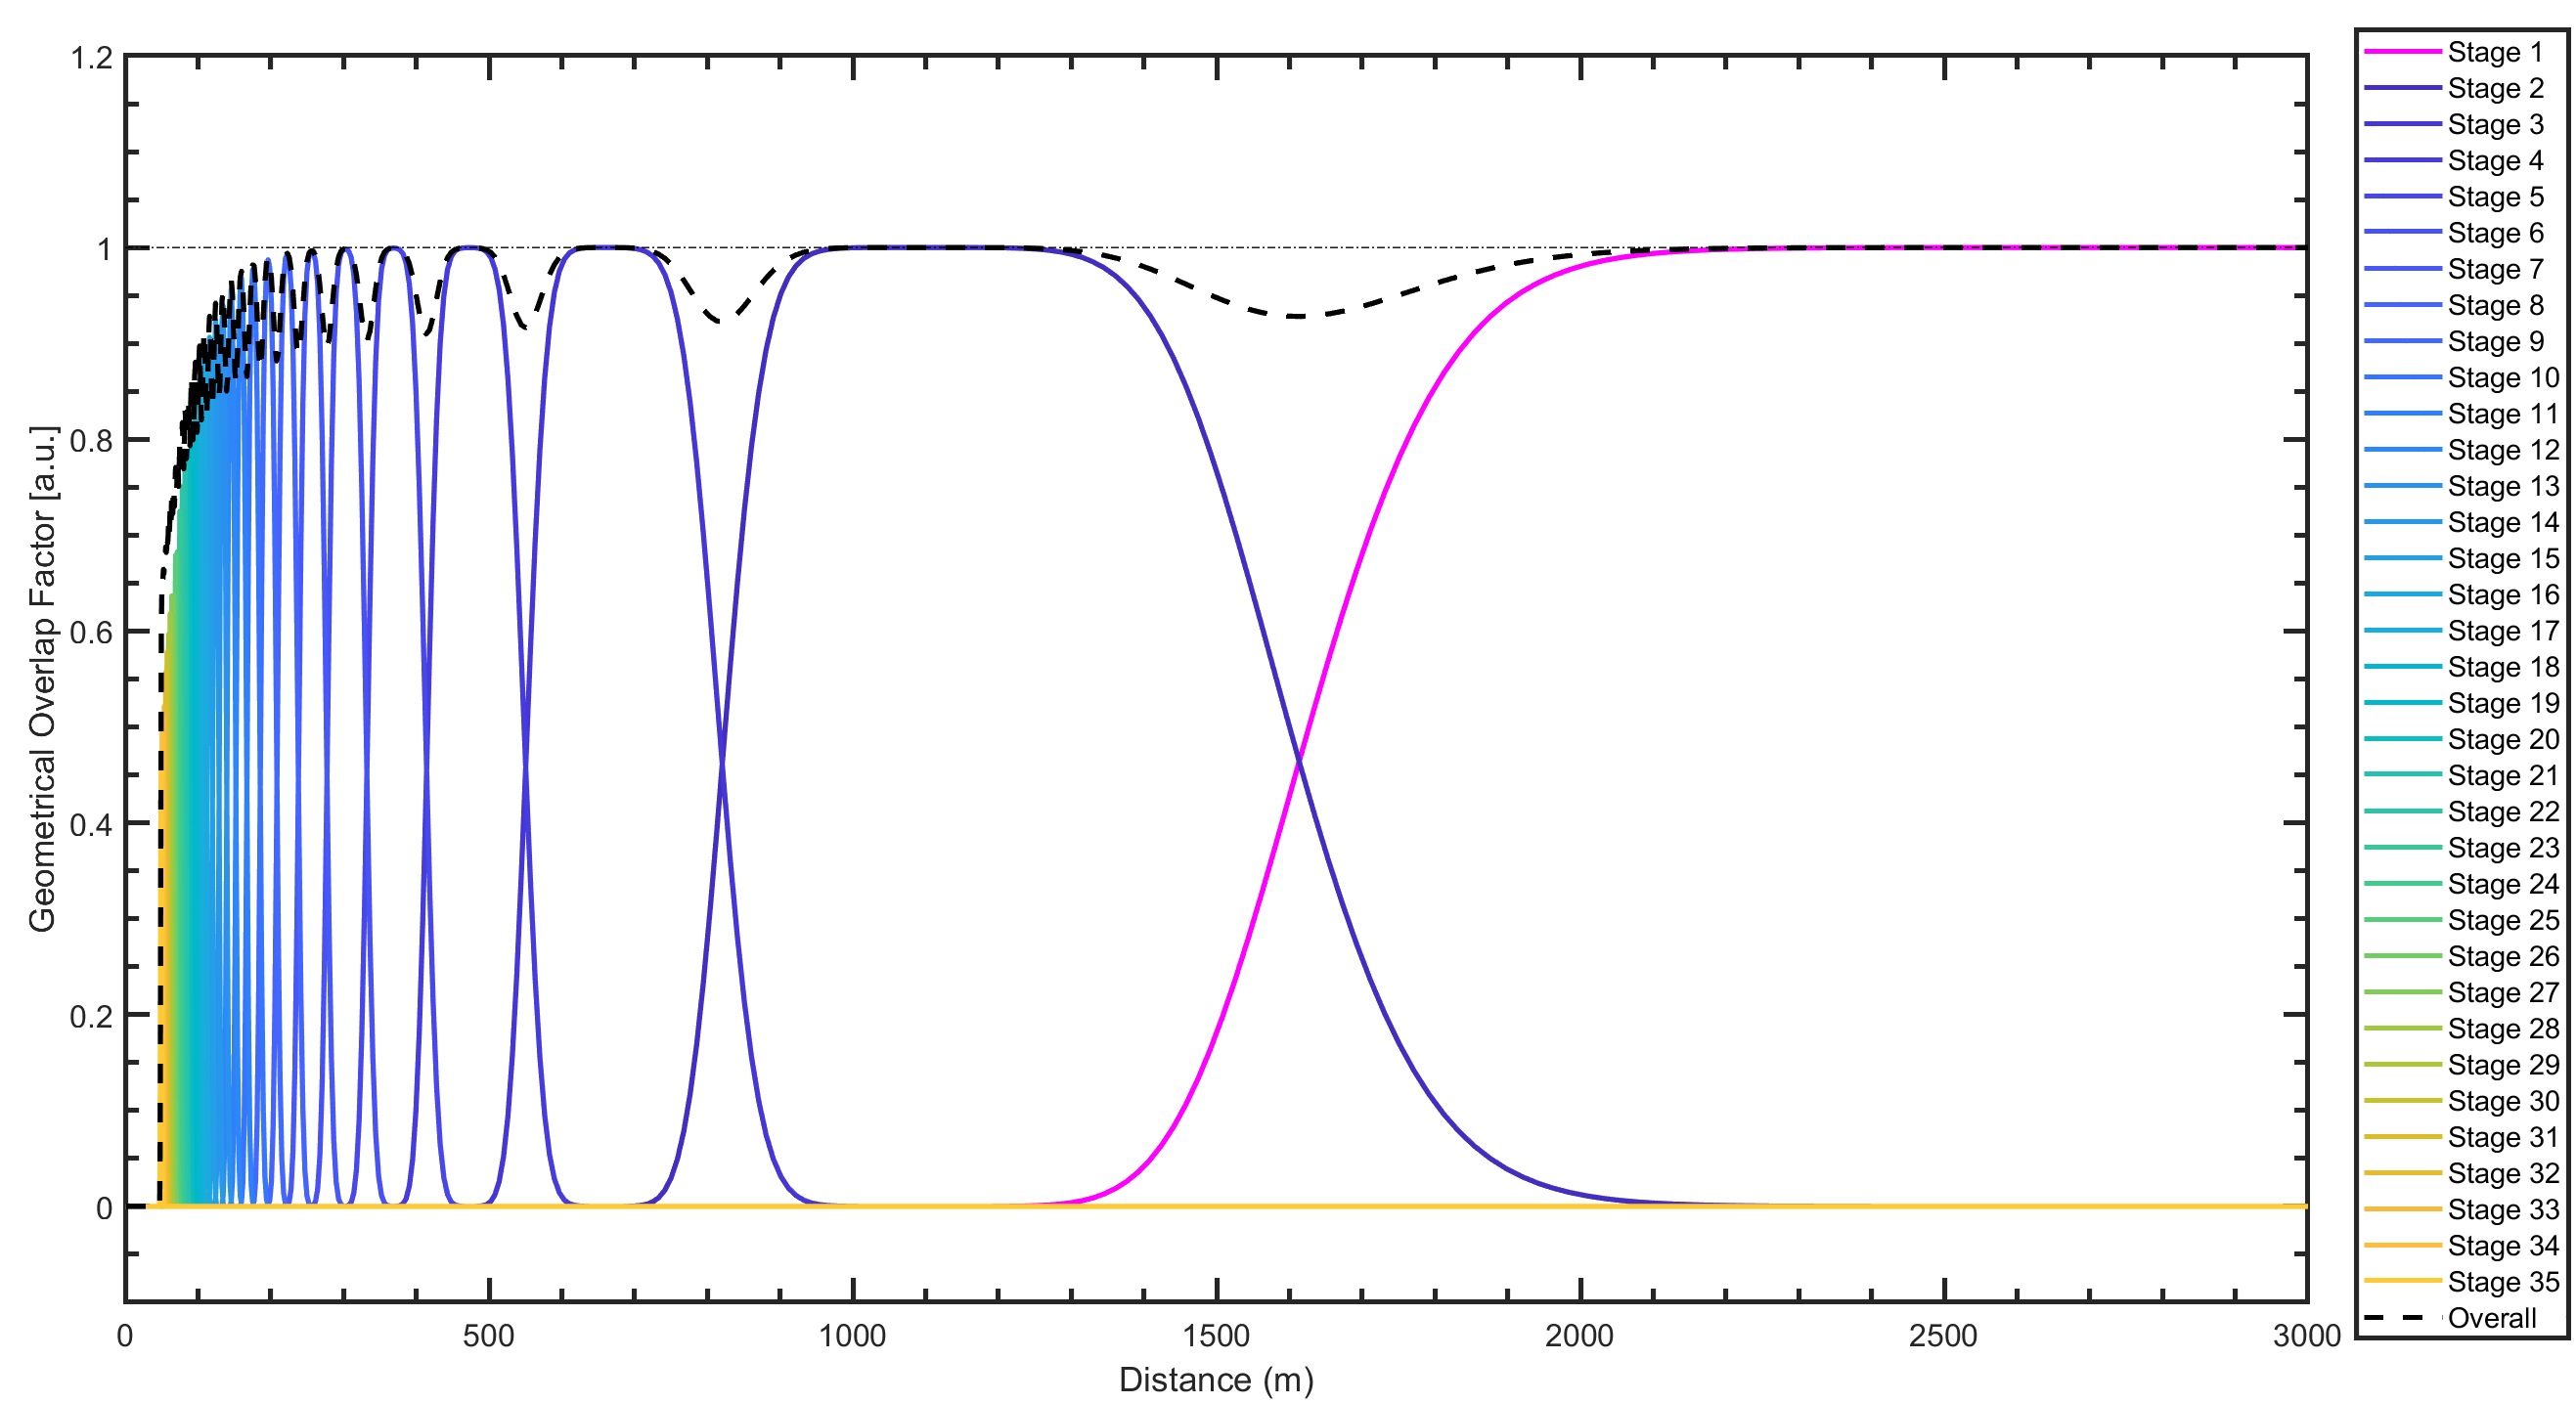 1.2
1
0.8
0.6
0.4
0.2
0
Geometrical Overlap Factor [a.u.]
0 500 1000 1500 2000 2500 3000
Distance (m)
Stage 1
Stage 2
Stage 3
Stage 4
Stage 5
Stage 6
Stage 7
Stage 8
Stage 9
Stage 10
Stage 11
Stage 12
Stage 13
Stage 14
Stage 15
Stage 16
Stage 17
Stage 18
Stage 19
Stage 20
Stage 21
Stage 22
Stage 23
Stage 24
Stage 25
Stage 26
Stage 27
Stage 28
Stage 29
Stage 30
Stage 31
Stage 32
Stage 33
Stage 34
Stage 35
Overall